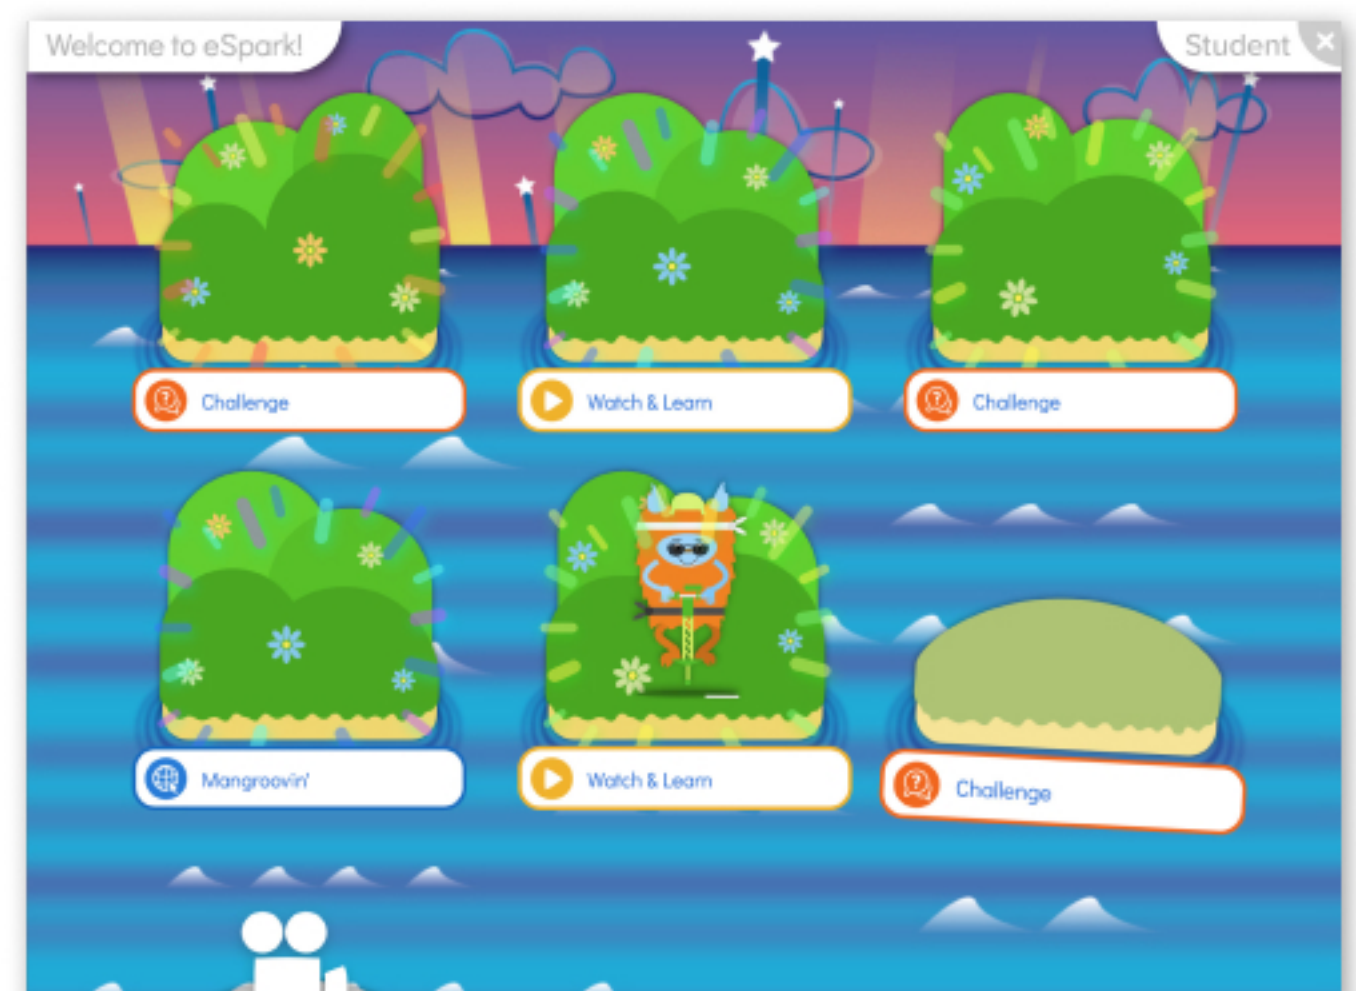 Welcome to eSpark!
Student
Challenge
Watch & Learn
Challenge
Mangroovin'
Watch & Learn
Challenge